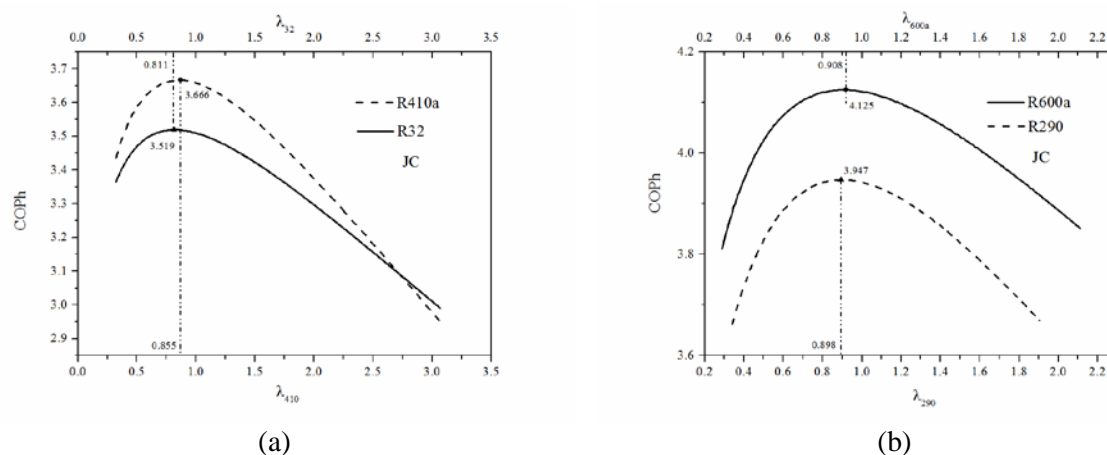 λ32
0.0 0.5 1.0 1.5 2.0 2.5 3.0 3.5
3.7
3.6
3.5
3.4
3.3
3.2
3.1
3.0
2.9
COPh
0.811
3.666
3.519
0.855
R410a
R32
JC
0.0 0.5 1.0 1.5 2.0 2.5 3.0 3.5
λ410
(a)
λ600a
0.2 0.4 0.6 0.8 1.0 1.2 1.4 1.6 1.8 2.0 2.2
4.2
4.0
3.8
3.6
COPh
0.908
4.125
3.947
0.898
R600a
R290
JC
0.2 0.4 0.6 0.8 1.0 1.2 1.4 1.6 1.8 2.0 2.2
λ290
(b)